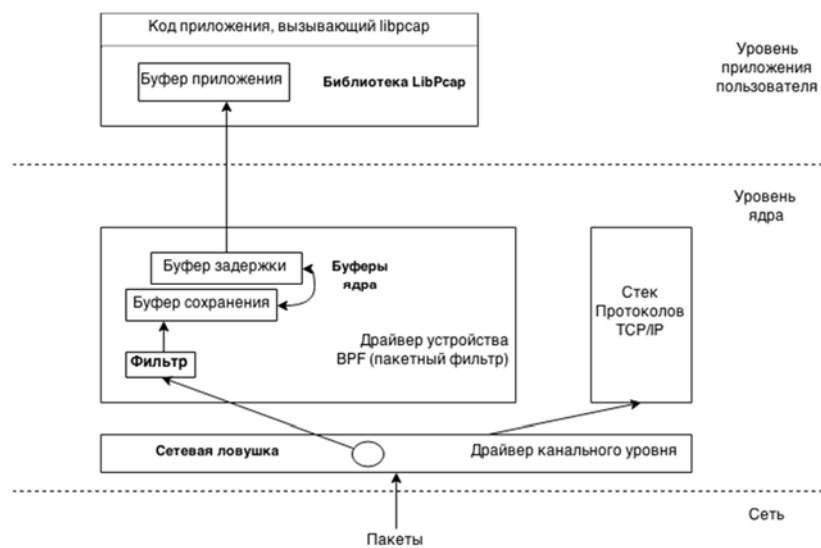 Код приложения, вызывающий libpcap
Буфер приложения
Библиотека LibPcap
Уровень
приложения
пользователя
Уровень
ядра
Буфер задержки
Буферы
ядра
Буфер сохранения
Стек
Протоколов
TCP/IP
Драйвер устройства
BPF (пакетный фильтр)
Фильтр
Сетевая ловушка
Драйвер канального уровня
Сеть
Пакеты